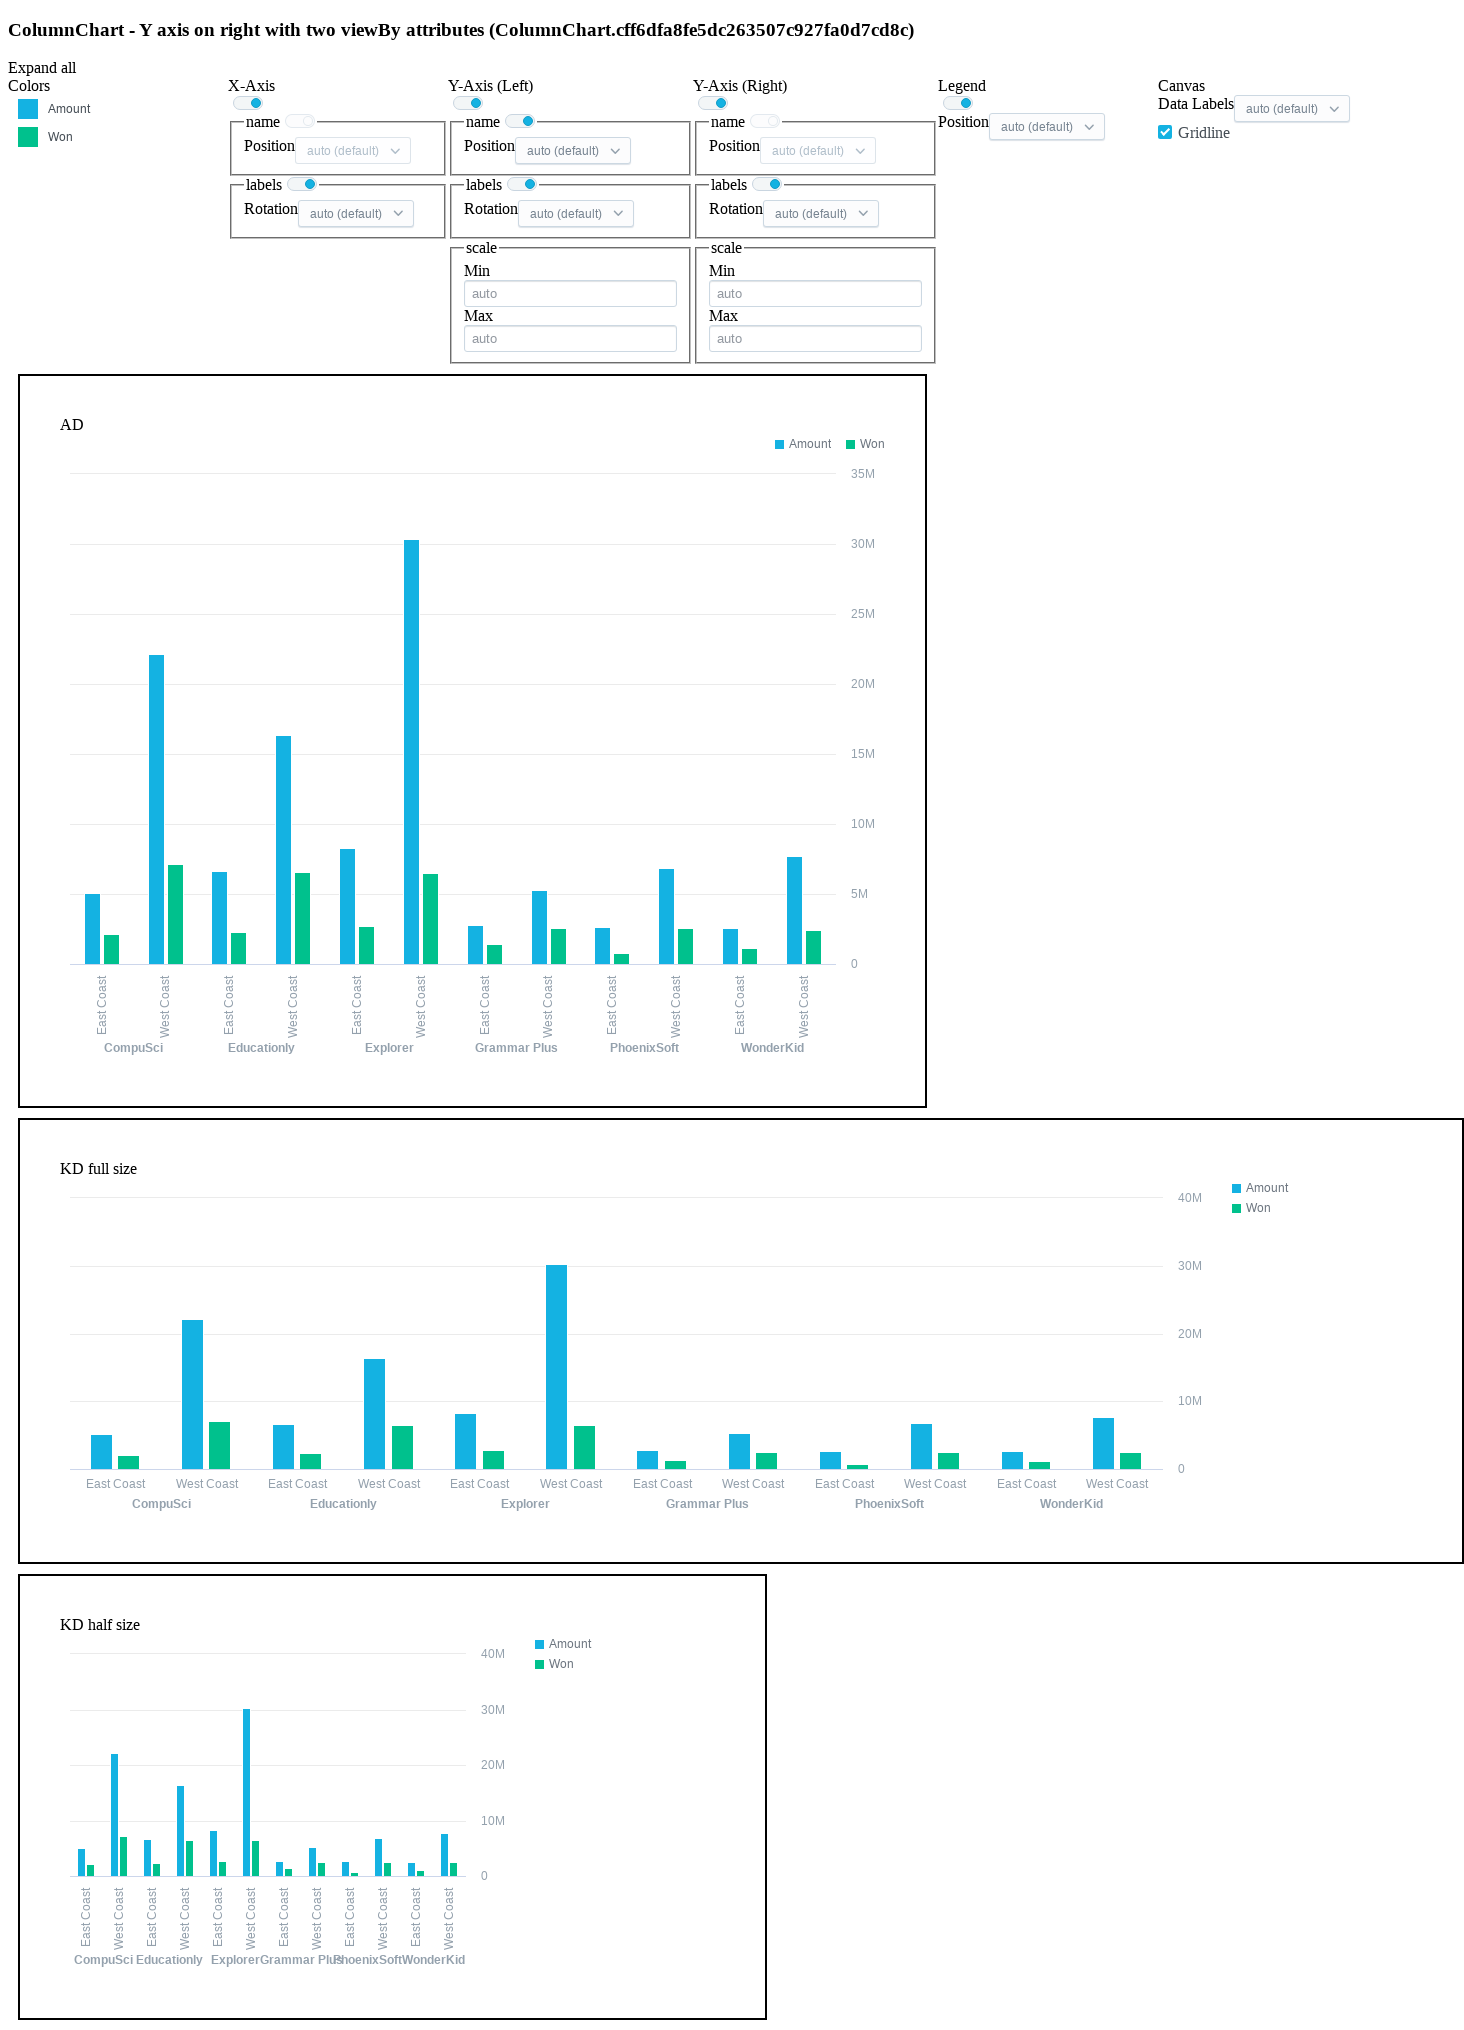 ColumnChart - Y axis on right with two viewBy attributes (ColumnChart.cff6dfa8fe5dc263507c927fa0d7cd8c)
Expand all
Colors
Amount
Won
X-Axis
name
Position auto (default)
labels
Rotation auto (default)
Y-Axis (Left)
name
Position auto (default)
labels
Rotation auto (default)
scale
Min
auto
Max
auto
Y-Axis (Right)
name
Position auto (default)
labels
Rotation auto (default)
scale
Min
auto
Max
auto
Legend
Position auto (default)
Canvas
Data Labels auto (default)
Gridline
AD
Amount Won
35M
30M
25M
20M
15M
10M
5M
0
East Coast West Coast East Coast West Coast East Coast West Coast East Coast West Coast East Coast West Coast East Coast West Coast
CompuSci Educationly Explorer Grammar Plus PhoenixSoft WonderKid
KD full size
Amount
Won
40M
30M
20M
10M
0
East Coast West Coast East Coast West Coast East Coast West Coast East Coast West Coast East Coast West Coast East Coast West Coast
CompuSci Educationly Explorer Grammar Plus PhoenixSoft WonderKid
KD half size
Amount
Won
40M
30M
20M
10M
0
East Coast West Coast East Coast West Coast East Coast West Coast East Coast West Coast East Coast West Coast East Coast West Coast
CompuSci Educationly Explorer Grammar Plus PhoenixSoft WonderKid